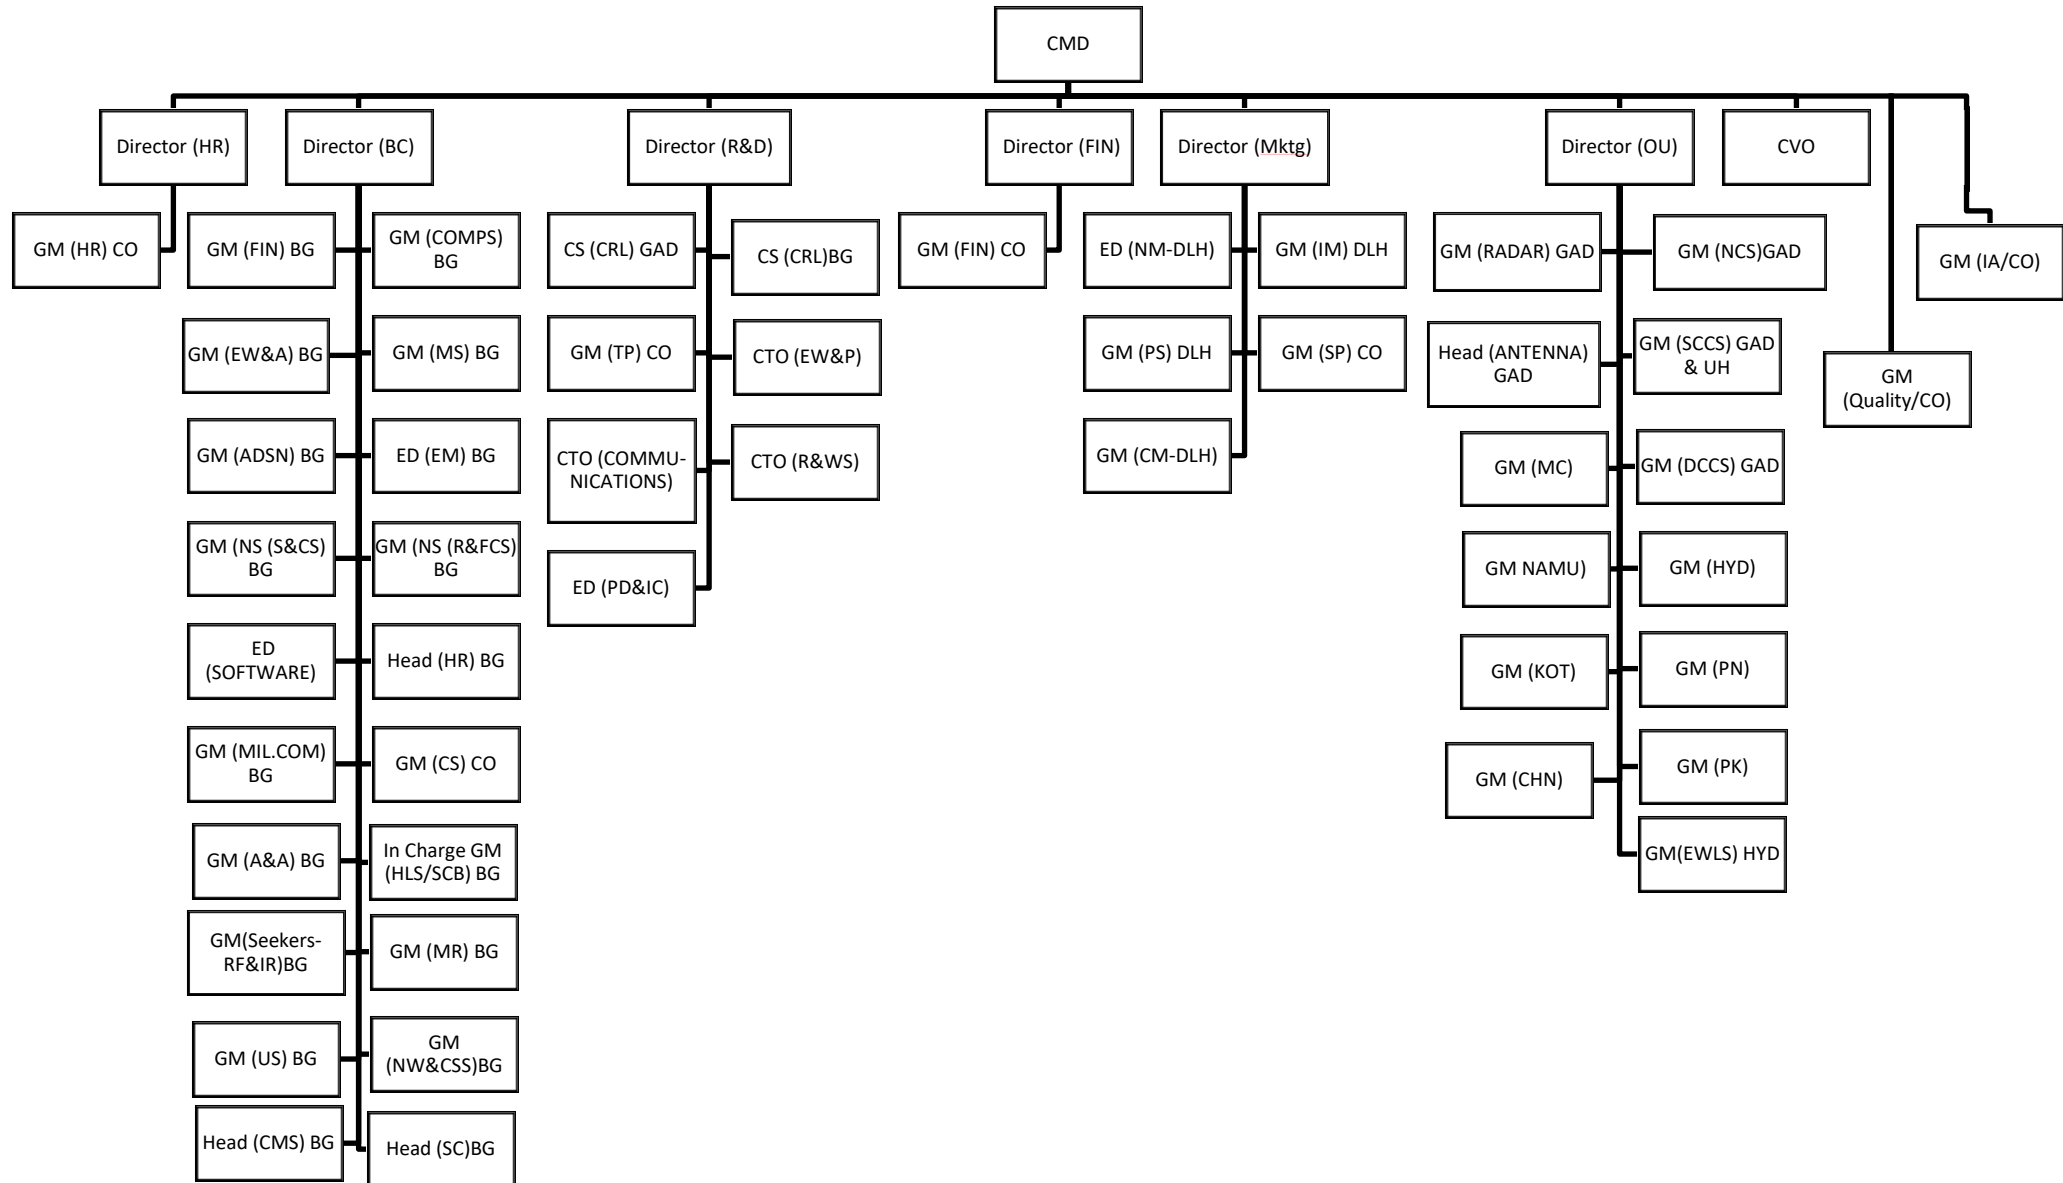 CMD
Director (HR)
Director (BC)
Director (R&D)
Director (FIN)
Director (Mktg)
Director (OU)
CVO
GM (HR) CO
GM (FIN) BG
GM (COMPS)
BG
CS (CRL) GAD
CS (CRL)BG
GM (FIN) CO
ED (NM-DLH)
GM (IM) DLH
GM (RADAR) GAD
GM (NCS)GAD
GM (IA/CO)
GM (EW&A) BG
GM (MS) BG
GM (TP) CO
CTO (EW&P)
GM (PS) DLH
GM (SP) CO
Head (ANTENNA)
GAD
GM (SCCS) GAD
& UH
GM
(Quality/CO)
GM (ADSN) BG
ED (EM) BG
CTO (COMMU-
NICATIONS)
CTO (R&WS)
GM (CM-DLH)
GM (MC)
GM (DCCS) GAD
GM (NS (S&CS)
BG
GM (NS (R&FCS)
BG
ED (PD&IC)
GM NAMU)
GM (HYD)
ED
(SOFTWARE)
Head (HR) BG
GM (KOT)
GM (PN)
GM (MIL.COM)
BG
GM (CS) CO
GM (CHN)
GM (PK)
GM (A&A) BG
In Charge GM
(HLS/SCB) BG
GM(EWLS) HYD
GM(Seekers-
RF&IR)BG
GM (MR) BG
GM (US) BG
GM
(NW&CSS)BG
Head (CMS) BG
Head (SC)BG